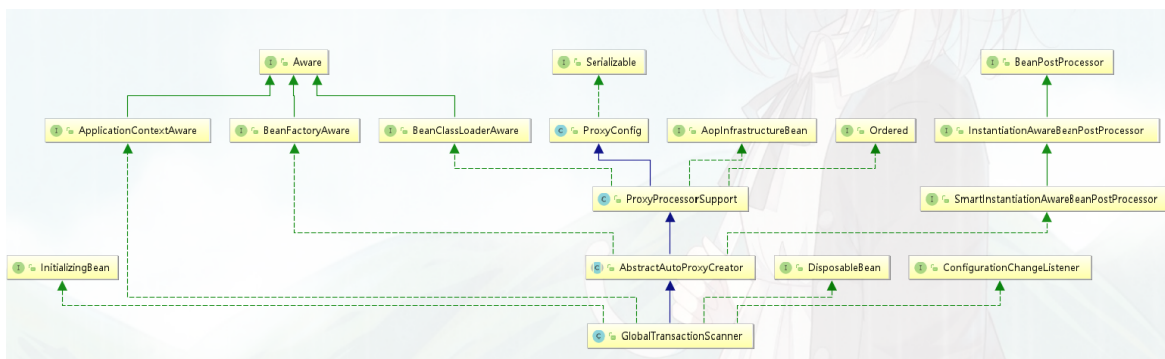 Aware
Serializable
BeanPostProcessor
ApplicationContextAware
BeanFactoryAware
BeanClassLoaderAware
ProxyConfig
AopInfrastructureBean
Ordered
InstantiationAwareBeanPostProcessor
ProxyProcessorSupport
SmartInstantiationAwareBeanPostProcessor
InitializingBean
AbstractAutoProxyCreator
DisposableBean
ConfigurationChangeListener
GlobalTransactionScanner